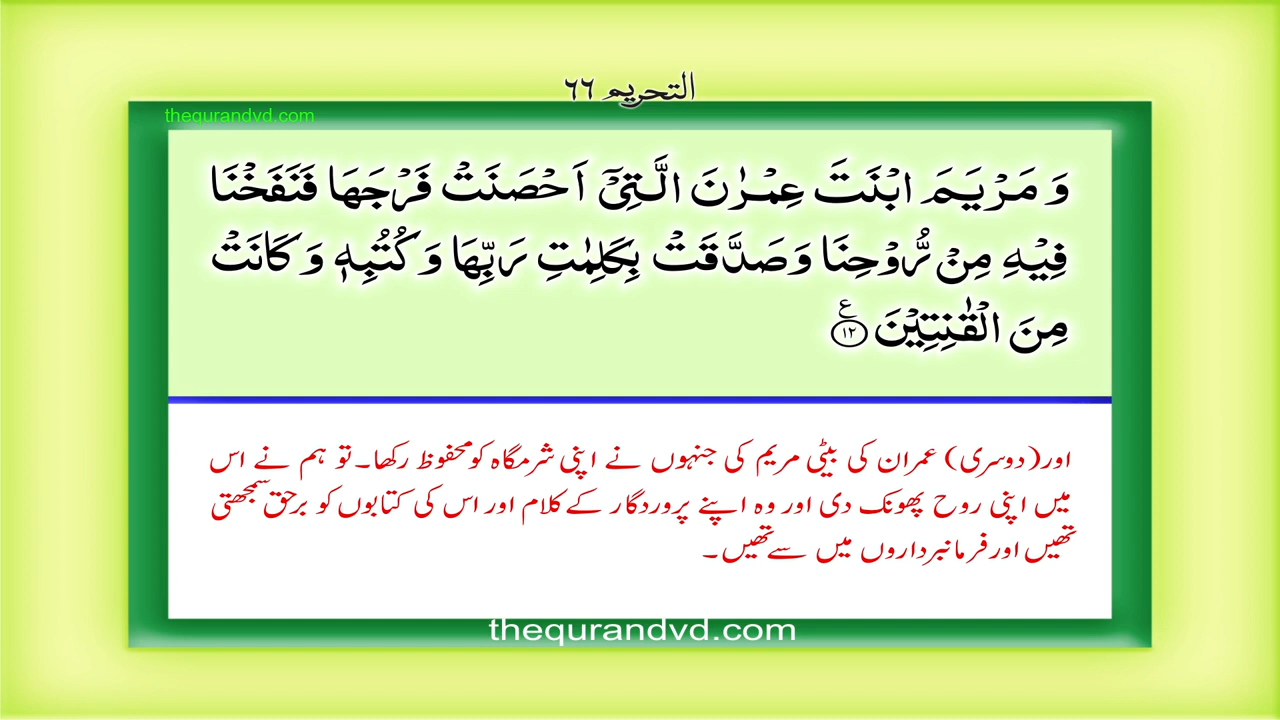 التحريم ٦٦
thequrandvd.com
وَ مَرْيَمَ ابْنَتَ عِمْرٰنَ الَّتِيْۤ اَحْصَنَتْ فَرْجَهَا فَنَفَخْنَا
فِيْهِ مِنْ رُّوْحِنَا وَصَدَّقَتْ بِكَلِمٰتِ رَبِّهَا وَكُتُبِهٖ وَكَانَتْ
مِنَ الْقٰنِتِيْنَ ۝١٢ ع
اور(دوسری) عمران کی بیٹی مریم کی جنہوں نے اپنی شرمگاہ کو محفوظ رکھا۔ تو ہم نے اس
میں اپنی روح پھونک دی اور وہ اپنے پروردگار کے کلام اور اس کی کتابوں کو برحق سمجھتی
تھیں اور فرمانبرداروں میں سے تھیں۔
thequrandvd.com